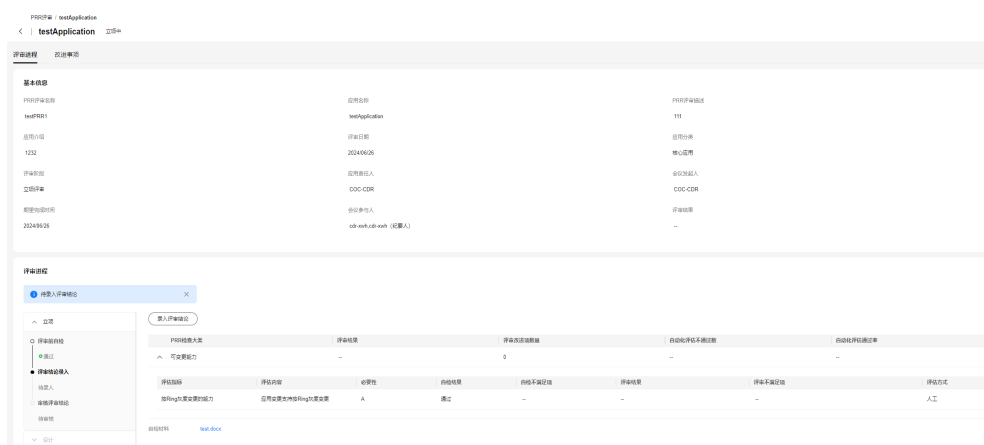 PRR评审 / testApplication
testApplication 立项中
评审进程 改进事项
基本信息
PRR评审名称 应用名称 PRR评审描述
testPRR1 testApplication 111
应用介绍 评审日期 应用分类
1232 2024/06/26 核心应用
评审阶段 应用责任人 会议发起人
立项评审 COC-CDR COC-CDR
期望完成时间 会议参与人 评审结果
2024/06/26 cdr-xwh,cdr-xwh（纪要人） --
评审进程
待录入评审结论
立项 录入评审结论
评审前自检 PRR检查大类 评审结果 评审改进项数量 自动化评估不通过数 自动化评估通过率
通过 可变更能力 -- 0 -- --
评审结论录入
待录入 评估指标 评估内容 必要性 自检结果 自检不满足项 评审结果 评审不满足项 评估方式
审核评审结论 按Ring灰度变更的能力 应用变更支持按Ring灰度变更 A 通过 -- -- -- 人工
待审核
自检材料 test.docx
设计